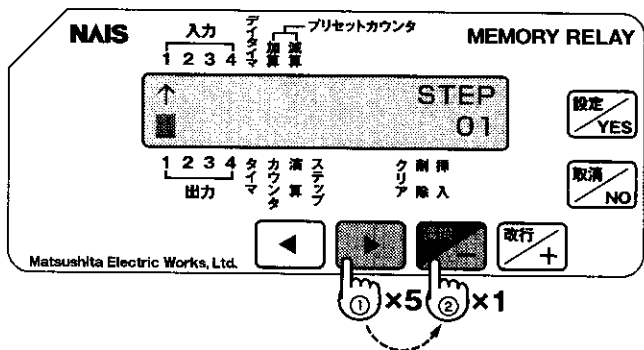 NAIS
入力
デイタイマ
プリセットカウンタ
加算
減算
MEMORY RELAY
1 2 3 4
↑ STEP
01
設定/YES
1 2 3 4
出力
タイマ
カウンタ
演算
ステップ
クリア
削除
挿入
取消/NO
◀
▶
−
改行/+
Matsushita Electric Works, Ltd.
① ×5
② ×1